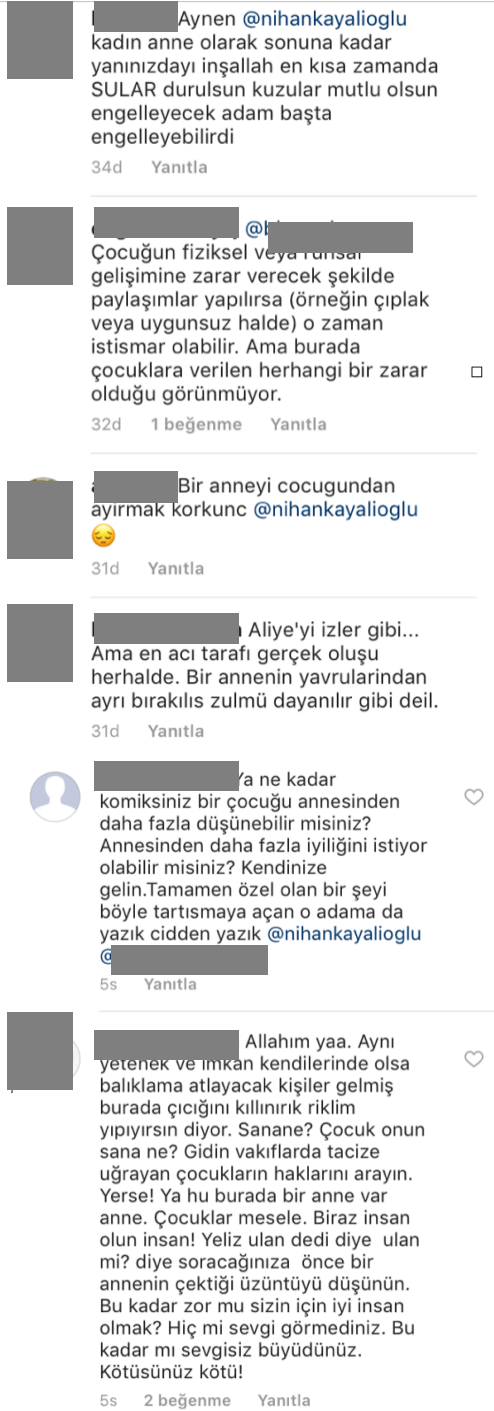 Aynen @nihankayalioglu
kadın anne olarak sonuna kadar
yanınızdayı inşallah en kısa zamanda
SULAR durulsun kuzular mutlu olsun
engelleyecek adam başta
engelleyebilirdi
34d Yanıtla
Çocuğun fiziksel veya ruhsal
gelişimine zarar verecek şekilde
paylaşımlar yapılırsa (örneğin çıplak
veya uygunsuz halde) o zaman
istismar olabilir. Ama burada
çocuklara verilen herhangi bir zarar
olduğu görünmüyor.
32d 1 beğenme Yanıtla
Bir anneyi cocugundan
ayırmak korkunc @nihankayalioglu
😔
31d Yanıtla
Aliye'yi izler gibi...
Ama en acı tarafı gerçek oluşu
herhalde. Bir annenin yavrularindan
ayrı bırakılıs zulmü dayanılır gibi deil.
31d Yanıtla
Ya ne kadar
komiksiniz bir çocuğu annesinden
daha fazla düşünebilir misiniz?
Annesinden daha fazla iyiliğini istiyor
olabilir misiniz? Kendinize
gelin.Tamamen özel olan bir şeyi
böyle tartısmaya açan o adama da
yazık cidden yazık @nihankayalioglu
@
5s Yanıtla
Allahım yaa. Aynı
yetenek ve imkan kendilerinde olsa
balıklama atlayacak kişiler gelmiş
burada çıcığını kıllınırık riklim
yıpıyırsın diyor. Sanane? Çocuk onun
sana ne? Gidin vakıflarda tacize
uğrayan çocukların haklarını arayın.
Yerse! Ya hu burada bir anne var
anne. Çocuklar mesele. Biraz insan
olun insan! Yeliz ulan dedi diye ulan
mi? diye soracağınıza önce bir
annenin çektiği üzüntüyü düşünün.
Bu kadar zor mu sizin için iyi insan
olmak? Hiç mi sevgi görmediniz. Bu
kadar mı sevgisiz büyüdünüz.
Kötüsünüz kötü!
5s 2 beğenme Yanıtla